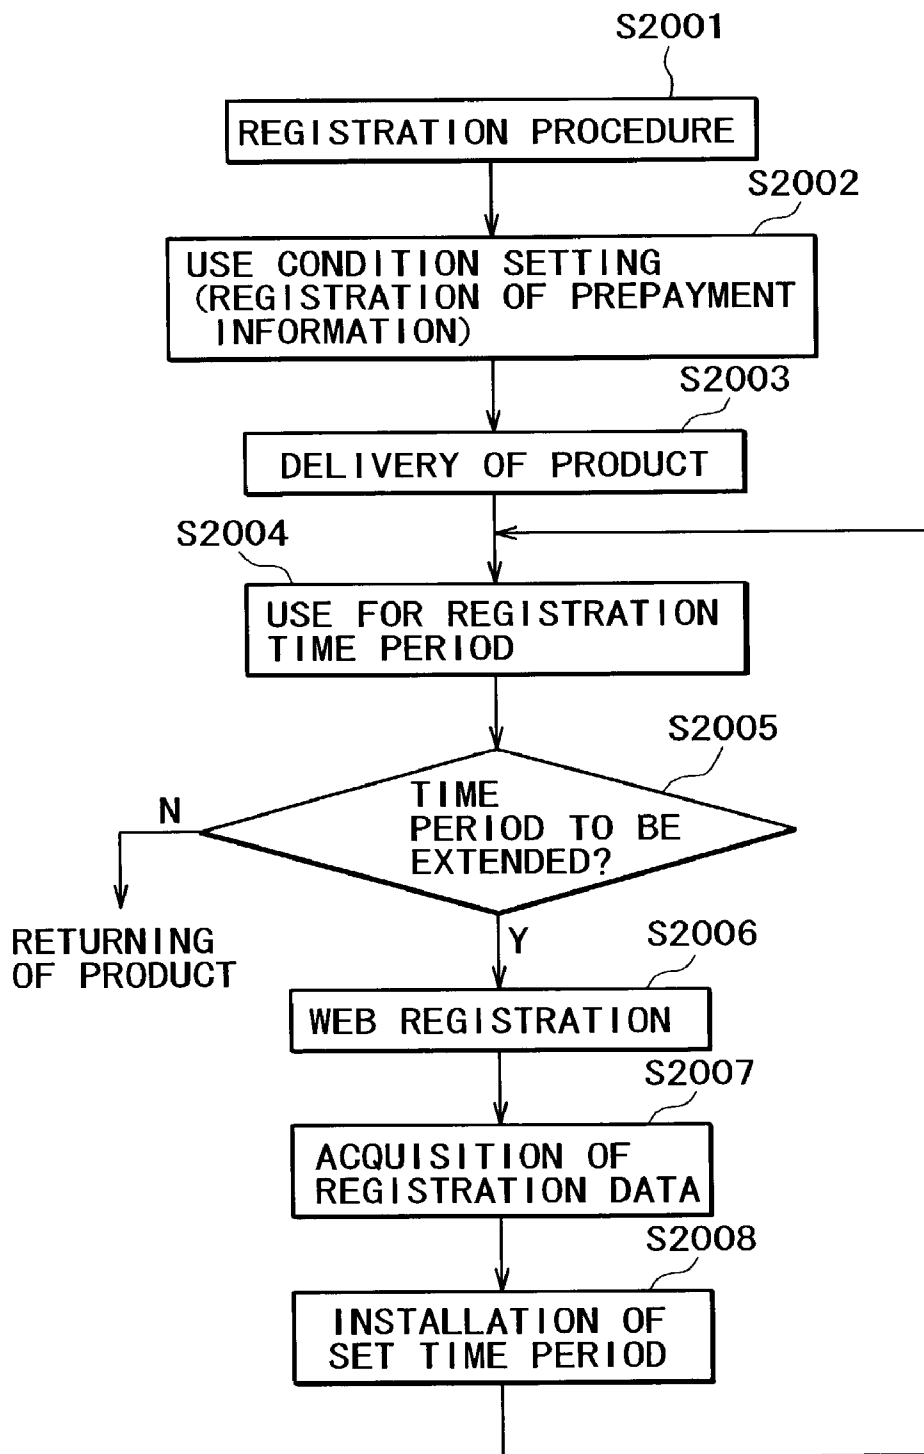 S2001
REGISTRATION PROCEDURE
S2002
USE CONDITION SETTING
(REGISTRATION OF PREPAYMENT
INFORMATION)
S2003
DELIVERY OF PRODUCT
S2004
USE FOR REGISTRATION
TIME PERIOD
S2005
TIME
PERIOD TO BE
EXTENDED?
N
RETURNING
OF PRODUCT
Y
S2006
WEB REGISTRATION
S2007
ACQUISITION OF
REGISTRATION DATA
S2008
INSTALLATION OF
SET TIME PERIOD